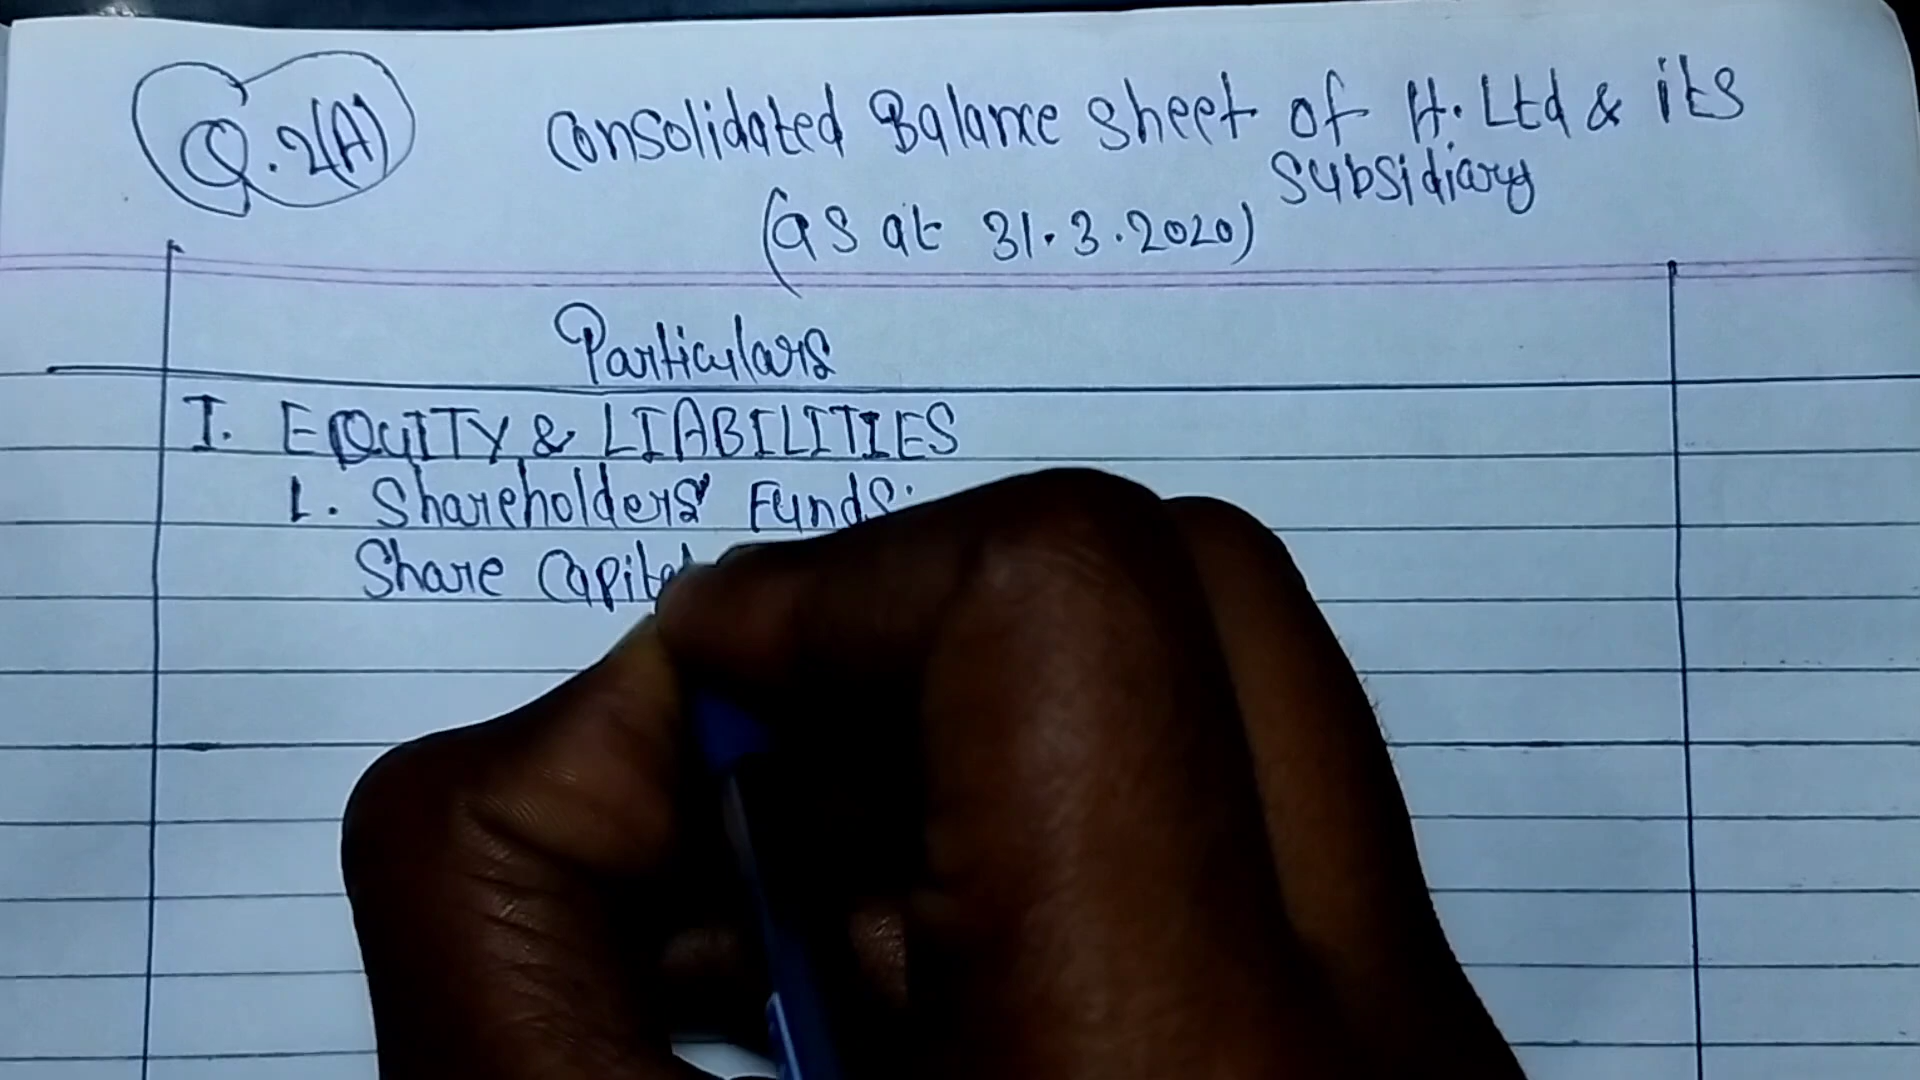 Q.2(A)
Consolidated Balance Sheet of H. Ltd & its
Subsidiary
(as at 31.3.2020)
Particulars
I. EQUITY & LIABILITIES
1. Shareholders' Funds:
Share Capital